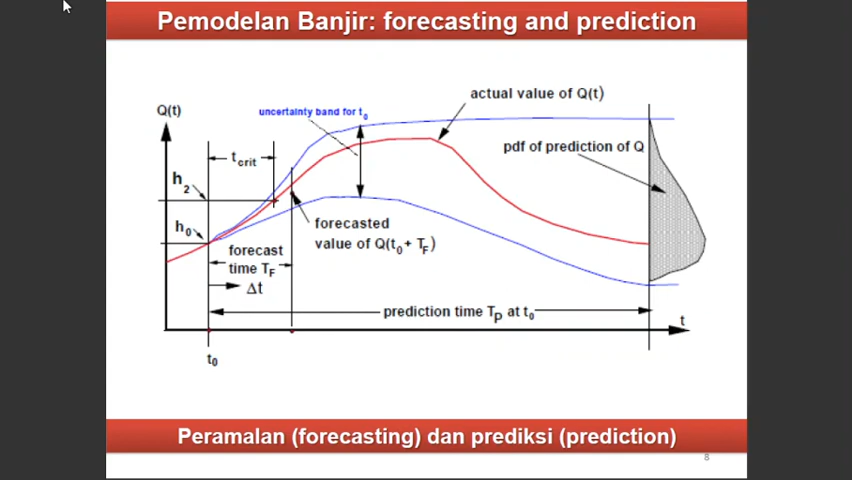 Pemodelan Banjir: forecasting and prediction
actual value of Q(t)
Q(t)
uncertainty band for t0
pdf of prediction of Q
tcrit
h2
h0
forecasted
value of Q(t0+ TF)
forecast
time TF
Δt
prediction time Tp at t0
t
t0
Peramalan (forecasting) dan prediksi (prediction)
8